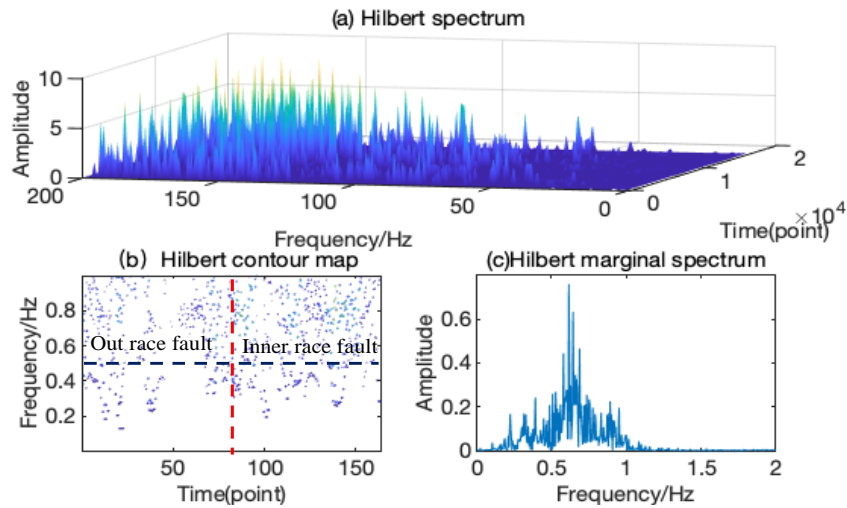 (a) Hilbert spectrum
Amplitude
10
5
0
200
150
100
50
0
Frequency/Hz
0
1
2
×10⁴
Time(point)
(b) Hilbert contour map
Frequency/Hz
0.8
0.6
0.4
0.2
Out race fault
Inner race fault
50
100
150
Time(point)
(c)Hilbert marginal spectrum
Amplitude
0.6
0.4
0.2
0
0
0.5
1
1.5
2
Frequency/Hz